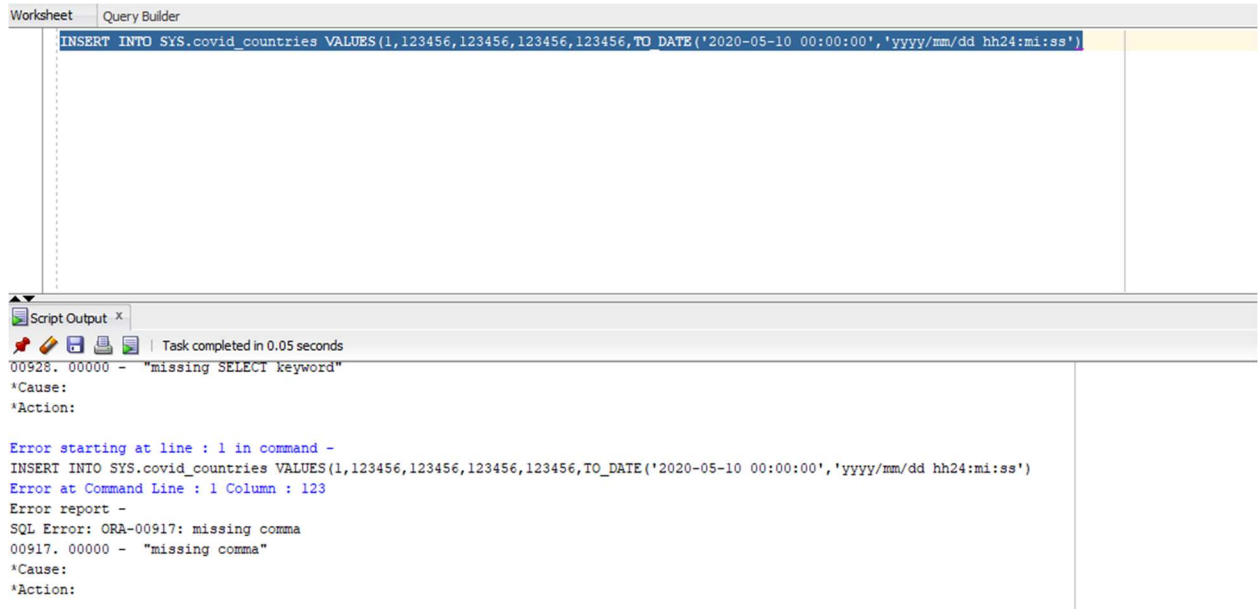 Worksheet Query Builder
INSERT INTO SYS.covid_countries VALUES(1,123456,123456,123456,123456,TO_DATE('2020-05-10 00:00:00','yyyy/mm/dd hh24:mi:ss')
Script Output x
Task completed in 0.05 seconds
00928. 00000 - "missing SELECT keyword"
*Cause:
*Action:
Error starting at line : 1 in command -
INSERT INTO SYS.covid_countries VALUES(1,123456,123456,123456,123456,TO_DATE('2020-05-10 00:00:00','yyyy/mm/dd hh24:mi:ss')
Error at Command Line : 1 Column : 123
Error report -
SQL Error: ORA-00917: missing comma
00917. 00000 - "missing comma"
*Cause:
*Action: